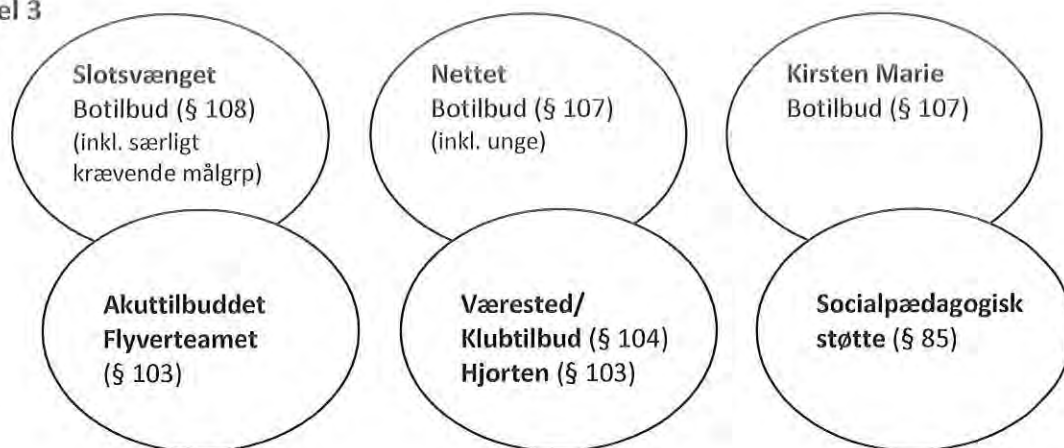 el 3
Slotsvænget
Botilbud (§ 108)
(inkl. særligt
krævende målgrp)
Nettet
Botilbud (§ 107)
(inkl. unge)
Kirsten Marie
Botilbud (§ 107)
Akuttilbuddet
Flyverteamet
(§ 103)
Værested/
Klubtilbud (§ 104)
Hjorten (§ 103)
Socialpædagogisk
støtte (§ 85)